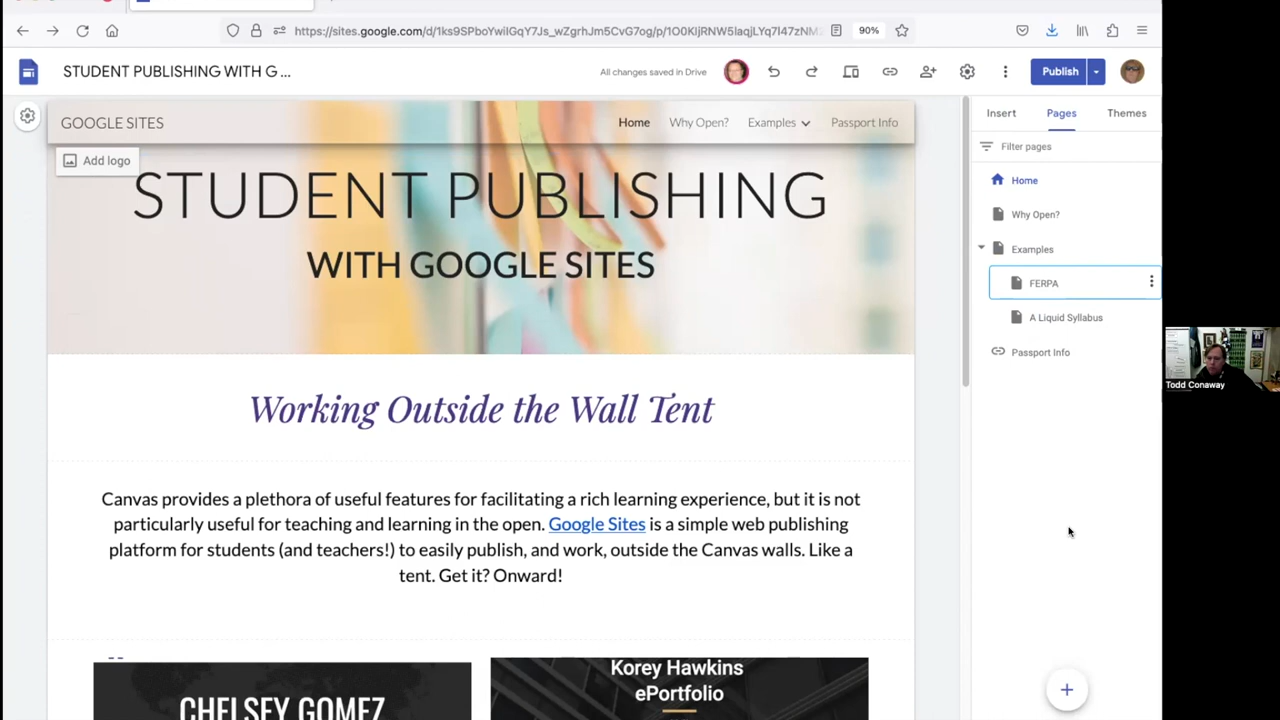 https://sites.google.com/d/1ks9SPboYwiIGqY7Js_wZgrhJm5CvG7og/p/1O0KIjRNW5IaqjLYq7I47zNM
90%
STUDENT PUBLISHING WITH G ...
All changes saved in Drive
Publish
GOOGLE SITES
Home
Why Open?
Examples
Passport Info
Add logo
STUDENT PUBLISHING
WITH GOOGLE SITES
Working Outside the Wall Tent
Canvas provides a plethora of useful features for facilitating a rich learning experience, but it is not
particularly useful for teaching and learning in the open. Google Sites is a simple web publishing
platform for students (and teachers!) to easily publish, and work, outside the Canvas walls. Like a
tent. Get it? Onward!
CHELSEY GOMEZ
Korey Hawkins
ePortfolio
Insert
Pages
Themes
Filter pages
Home
Why Open?
Examples
FERPA
A Liquid Syllabus
Passport Info
Todd Conaway